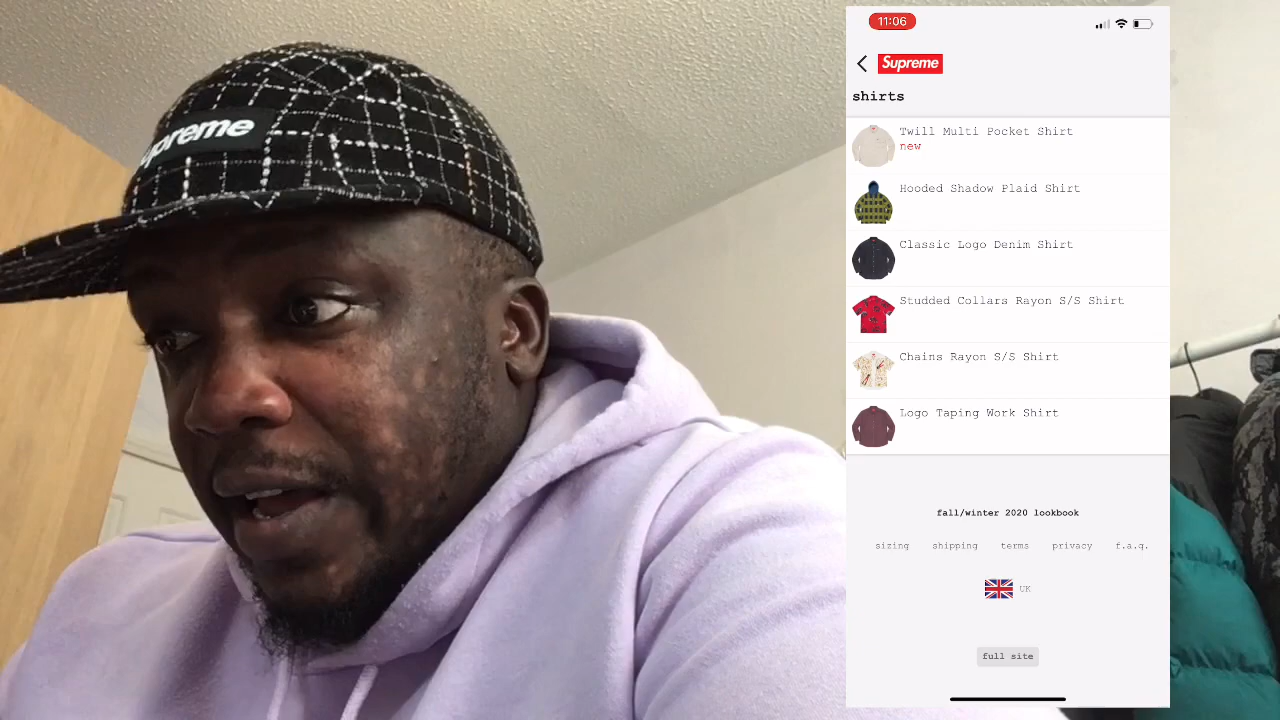 preme
11:06
Supreme
shirts
Twill Multi Pocket Shirt
new
Hooded Shadow Plaid Shirt
Classic Logo Denim Shirt
Studded Collars Rayon S/S Shirt
Chains Rayon S/S Shirt
Logo Taping Work Shirt
fall/winter 2020 lookbook
sizing shipping terms privacy f.a.q.
UK
full site